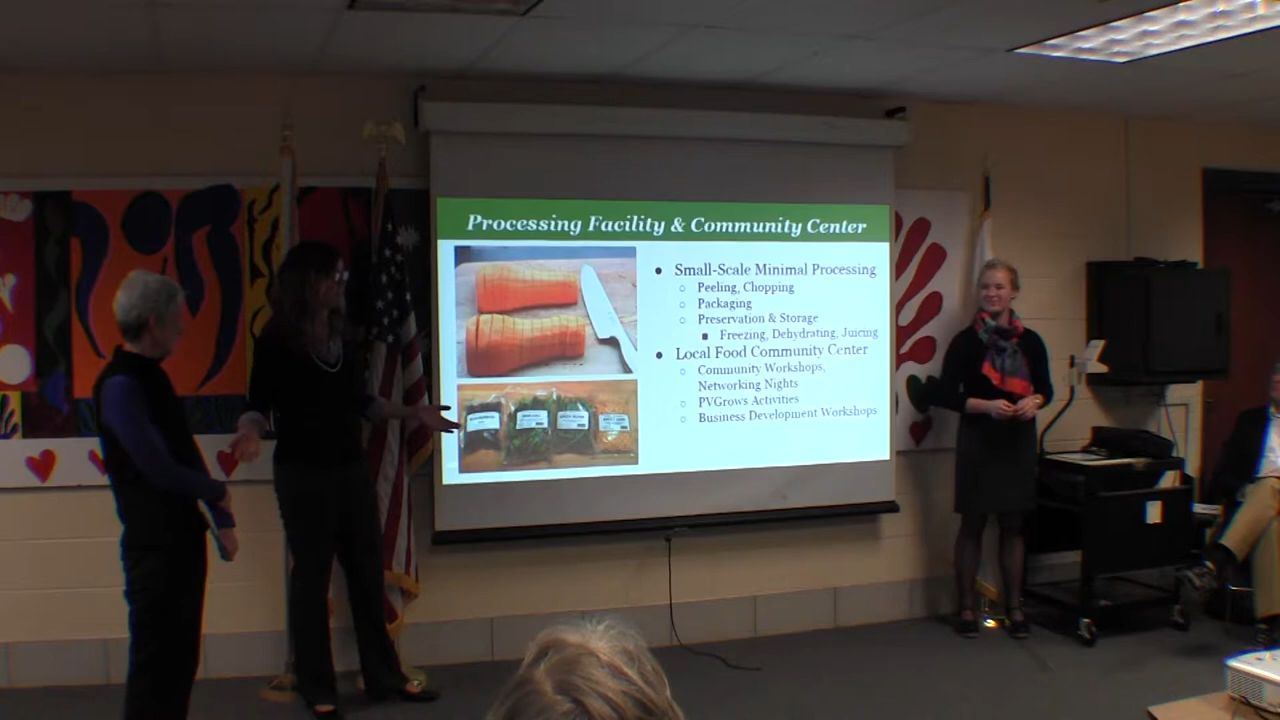 Processing Facility & Community Center
● Small-Scale Minimal Processing
○ Peeling, Chopping
○ Packaging
○ Preservation & Storage
■ Freezing, Dehydrating, Juicing
● Local Food Community Center
○ Community Workshops,
Networking Nights
○ PVGrows Activities
○ Business Development Workshops